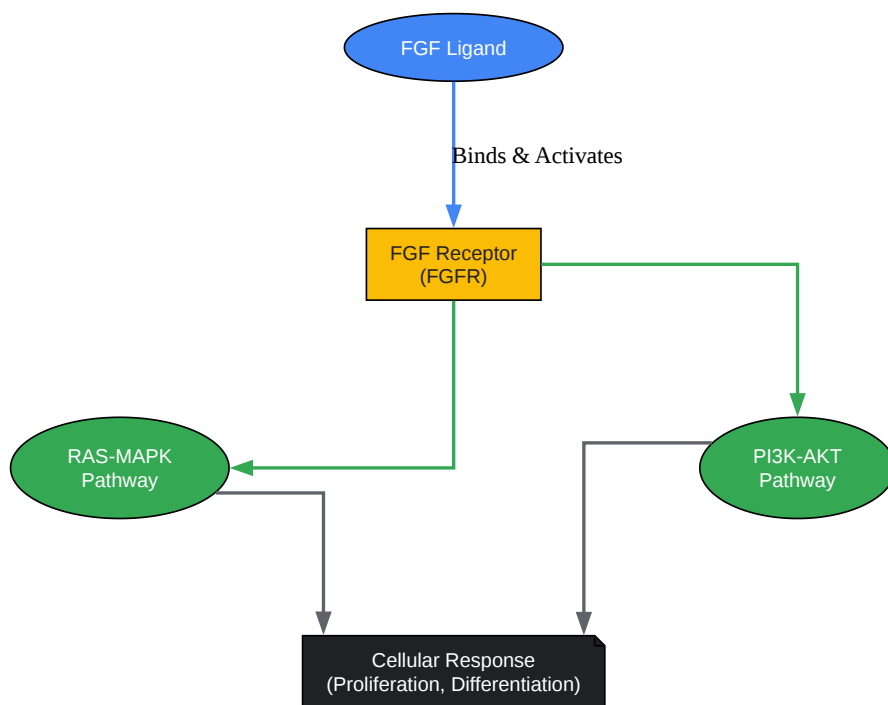 FGF Ligand
Binds & Activates
FGF Receptor
(FGFR)
RAS-MAPK
Pathway
PI3K-AKT
Pathway
Cellular Response
(Proliferation, Differentiation)